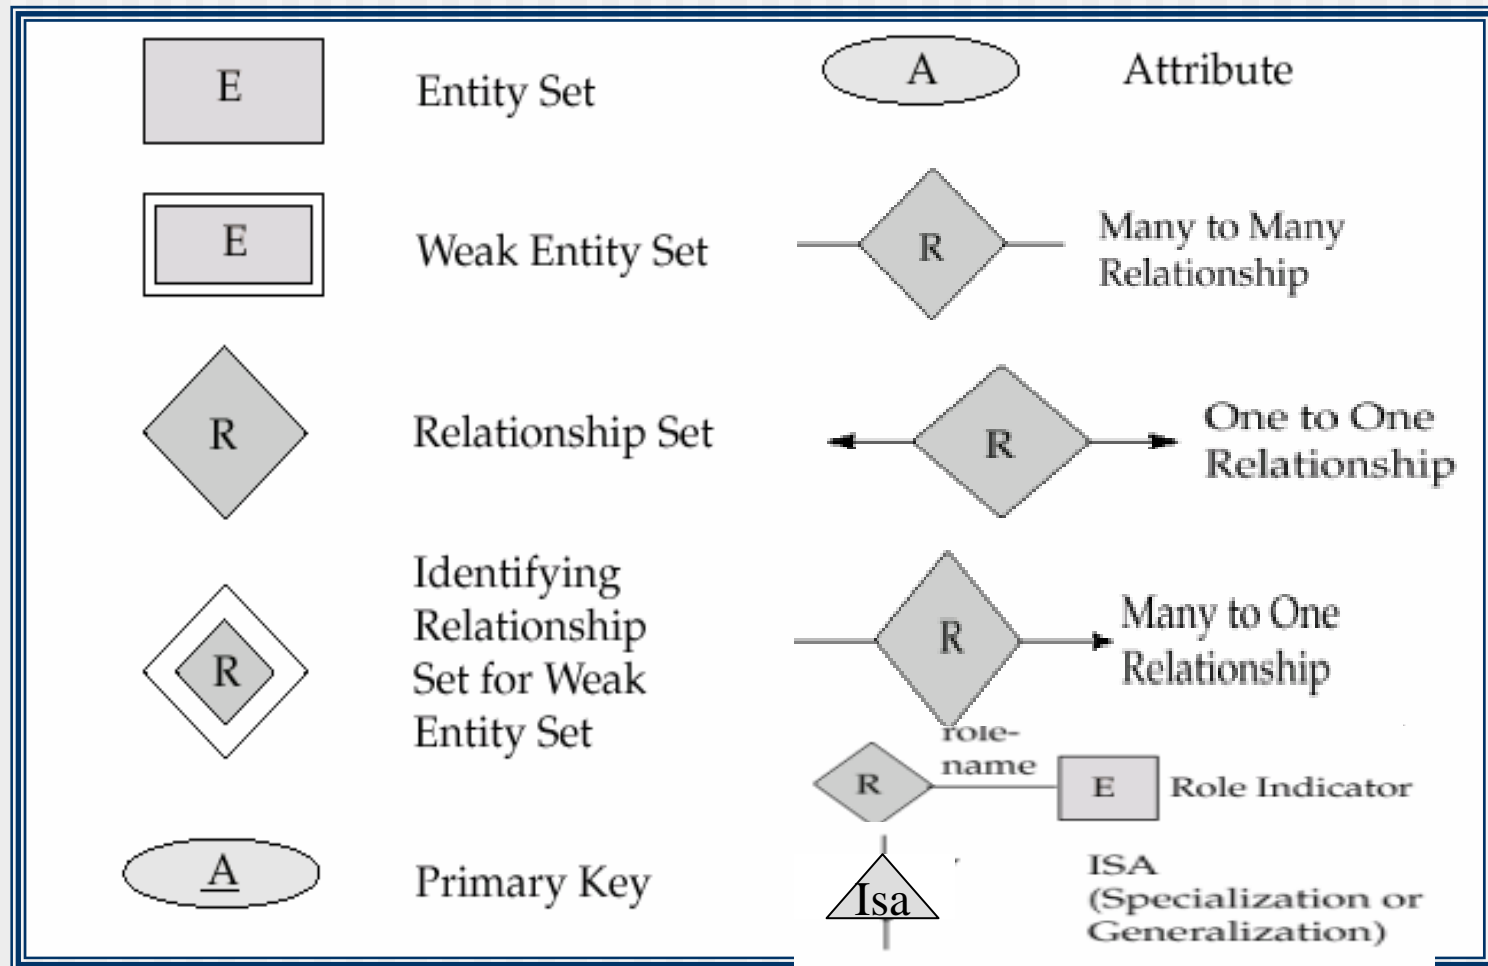 E
Entity Set
E
Weak Entity Set
R
Relationship Set
R
Identifying
Relationship
Set for Weak
Entity Set
A
Primary Key
A
Attribute
R
Many to Many
Relationship
R
One to One
Relationship
R
Many to One
Relationship
R
role-
name
E
Role Indicator
Isa
ISA
(Specialization or
Generalization)